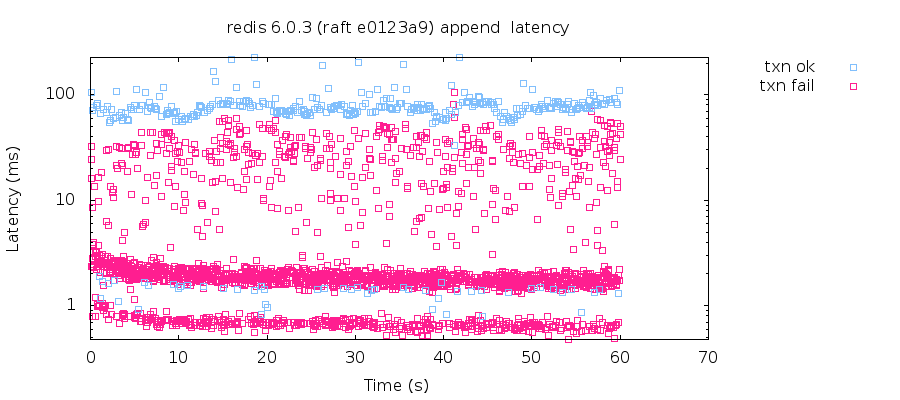 redis 6.0.3 (raft e0123a9) append  latency
txn ok
txn fail
Latency (ms)
100
10
1
0 10 20 30 40 50 60 70
Time (s)